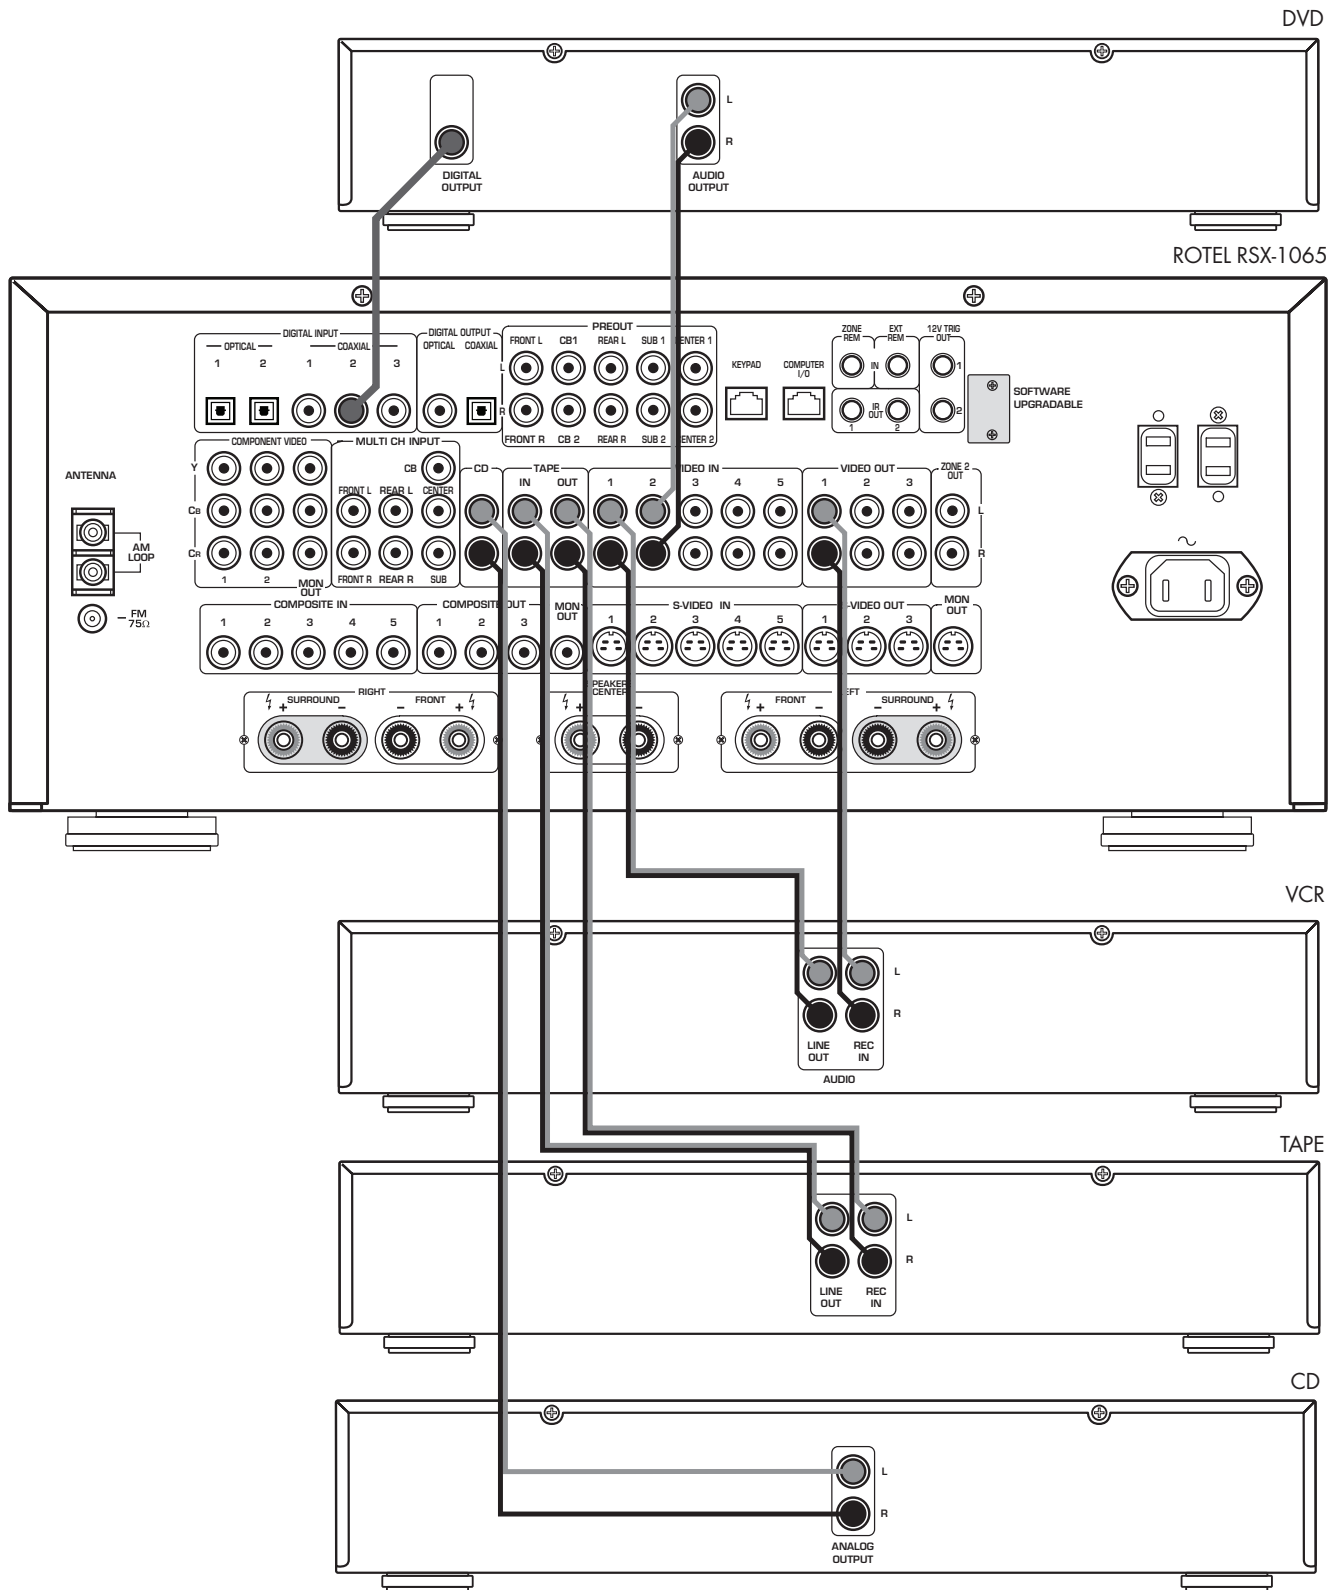 DVD
L
R
DIGITAL OUTPUT
AUDIO OUTPUT
ROTEL RSX-1065
DIGITAL INPUT
OPTICAL COAXIAL
1 2 1 2 3
DIGITAL OUTPUT
OPTICAL COAXIAL
PREOUT
FRONT L CB1 REAR L SUB 1 CENTER 1
L
R
FRONT R CB 2 REAR R SUB 2 CENTER 2
KEYPAD
COMPUTER I/O
ZONE REM
EXT REM
IN
IR OUT
1 2
12V TRIG OUT
1
2
SOFTWARE UPGRADABLE
ANTENNA
AM LOOP
FM 75Ω
COMPONENT VIDEO
Y
CB
CR
1 2 MON OUT
MULTI CH INPUT
CB
FRONT L REAR L CENTER
FRONT R REAR R SUB
CD
TAPE
IN OUT
VIDEO IN
1 2 3 4 5
VIDEO OUT
1 2 3
ZONE 2 OUT
L
R
COMPOSITE IN
1 2 3 4 5
COMPOSITE OUT
1 2 3
MON OUT
S-VIDEO IN
1 2 3 4 5
-VIDEO OUT
1 2 3
MON OUT
RIGHT
SURROUND FRONT
+ − − +
SPEAKER
CENTER
+ −
EFT
FRONT SURROUND
+ − − +
VCR
L
R
LINE OUT
REC IN
AUDIO
TAPE
L
R
LINE OUT
REC IN
CD
L
R
ANALOG OUTPUT